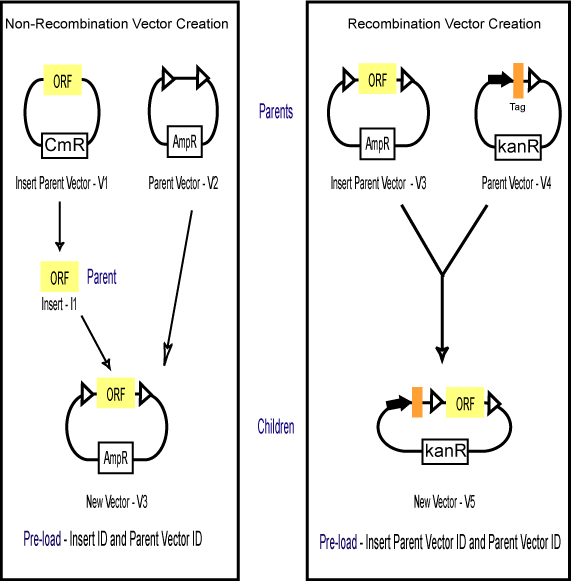 Non-Recombination Vector Creation
ORF
CmR
AmpR
Insert Parent Vector - V1
Parent Vector - V2
ORF
Parent
Insert - I1
ORF
AmpR
New Vector - V3
Pre-load - Insert ID and Parent Vector ID
Parents
Children
Recombination Vector Creation
ORF
Tag
AmpR
kanR
Insert Parent Vector - V3
Parent Vector - V4
ORF
kanR
New Vector - V5
Pre-load - Insert Parent Vector ID and Parent Vector ID